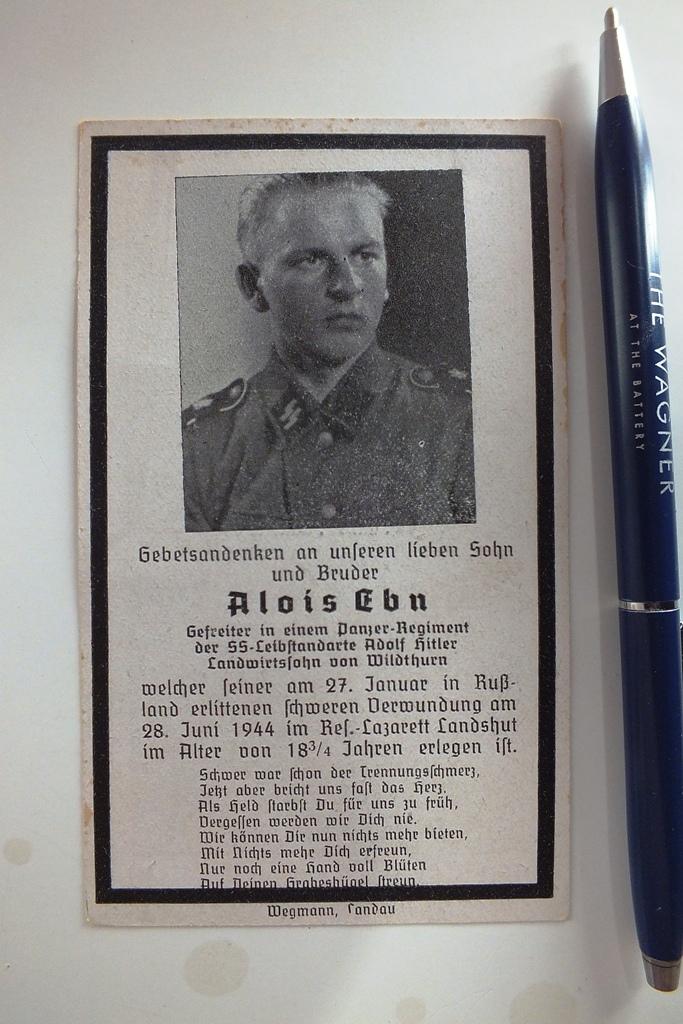 Gebetsandenken an unseren lieben Sohn
und Bruder
Alois Ebn
Gefreiter in einem Panzer-Regiment
der SS-Leibstandarte Adolf Hitler
Landwirtssohn von Wildthurn
welcher seiner am 27. Januar in Ruß-
land erlittenen schweren Verwundung am
28. Juni 1944 im Res.-Lazarett Landshut
im Alter von 18¾ Jahren erlegen ist.
Schwer war schon der Trennungsschmerz,
Jetzt aber bricht uns fast das Herz.
Als Held starbst Du für uns zu früh,
Vergessen werden wir Dich nie.
Wir können Dir nun nichts mehr bieten,
Mit Nichts mehr Dich erfreun,
Nur noch eine Hand voll Blüten
Auf Deinen Grabeshügel streun.
Wegmann, Landau
THE WAGNER
AT THE BATTERY